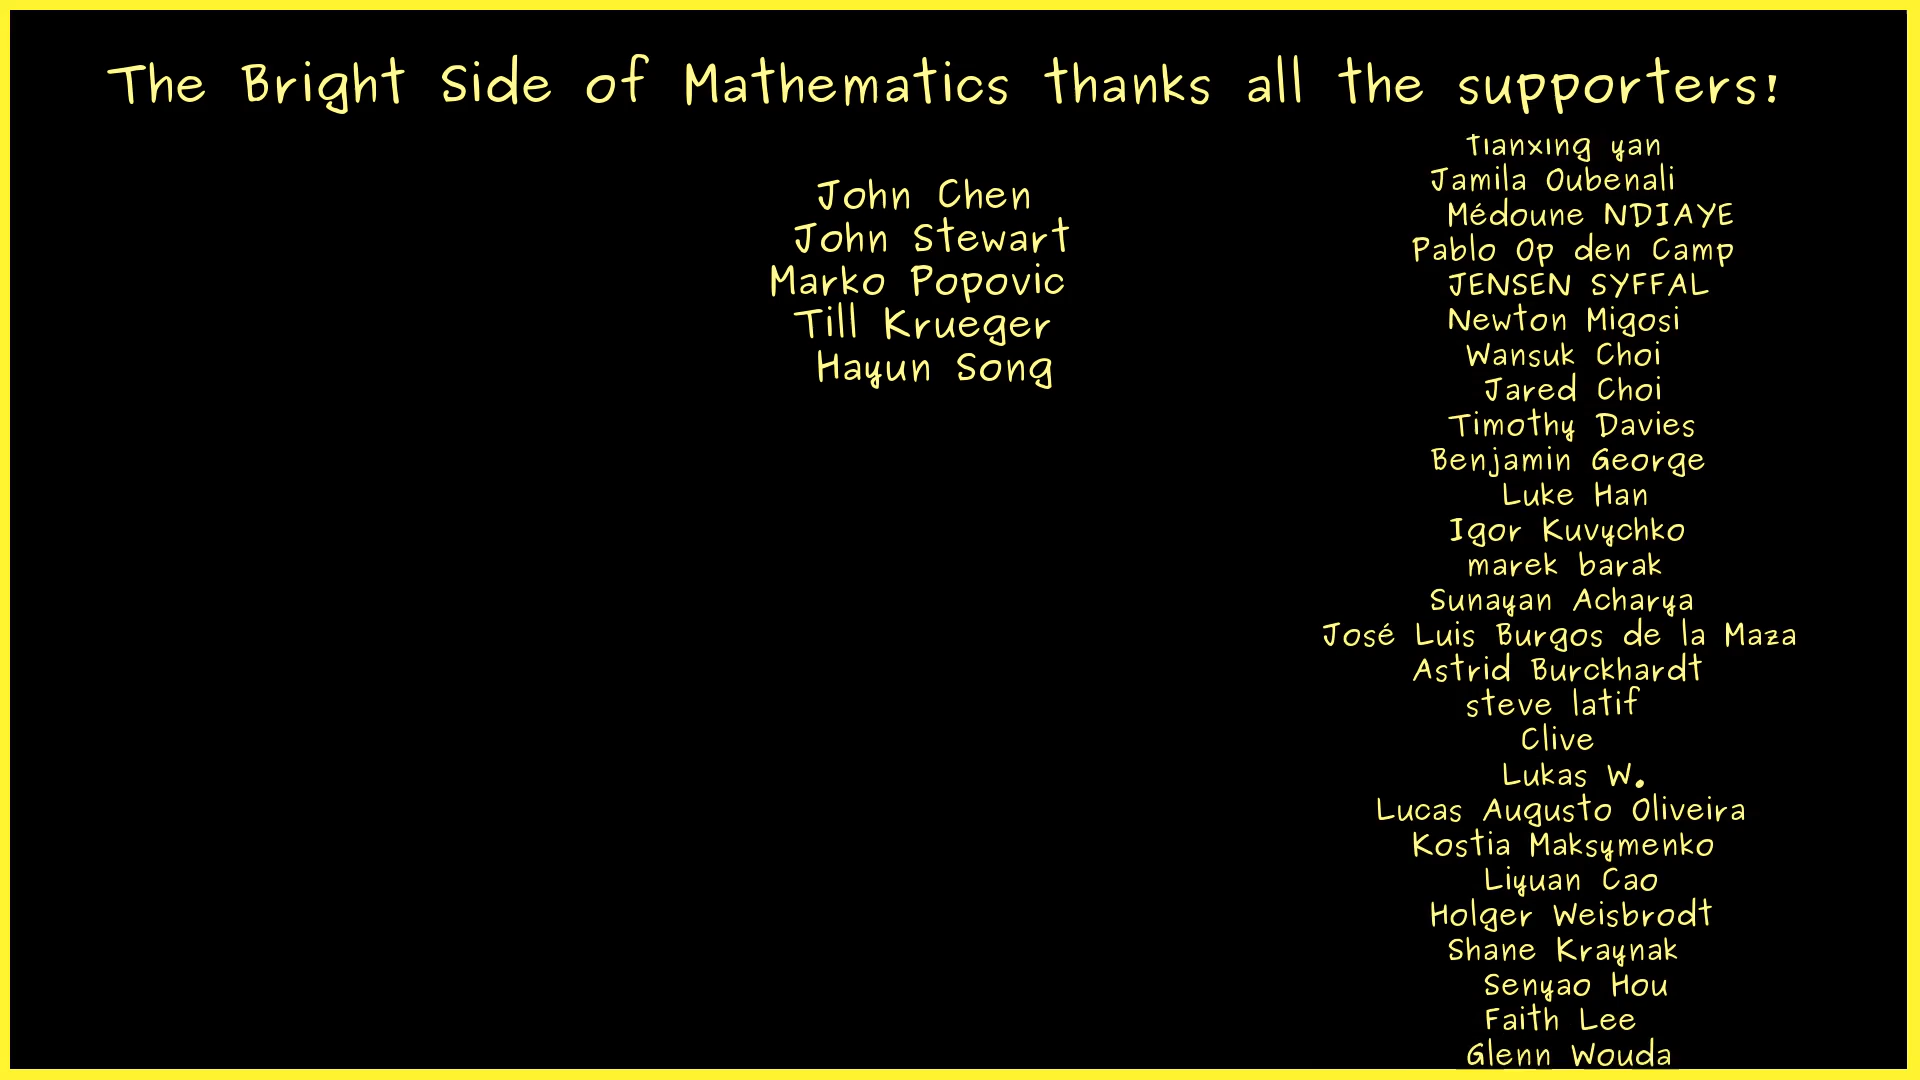 The Bright Side of Mathematics thanks all the supporters!
John Chen
John Stewart
Marko Popovic
Till Krueger
Hayun Song
Tianxing yan
Jamila Oubenali
Médoune NDIAYE
Pablo Op den Camp
JENSEN SYFFAL
Newton Migosi
Wansuk Choi
Jared Choi
Timothy Davies
Benjamin George
Luke Han
Igor Kuvychko
marek barak
Sunayan Acharya
José Luis Burgos de la Maza
Astrid Burckhardt
steve latif
Clive
Lukas W.
Lucas Augusto Oliveira
Kostia Maksymenko
Liyuan Cao
Holger Weisbrodt
Shane Kraynak
Senyao Hou
Faith Lee
Glenn Wouda